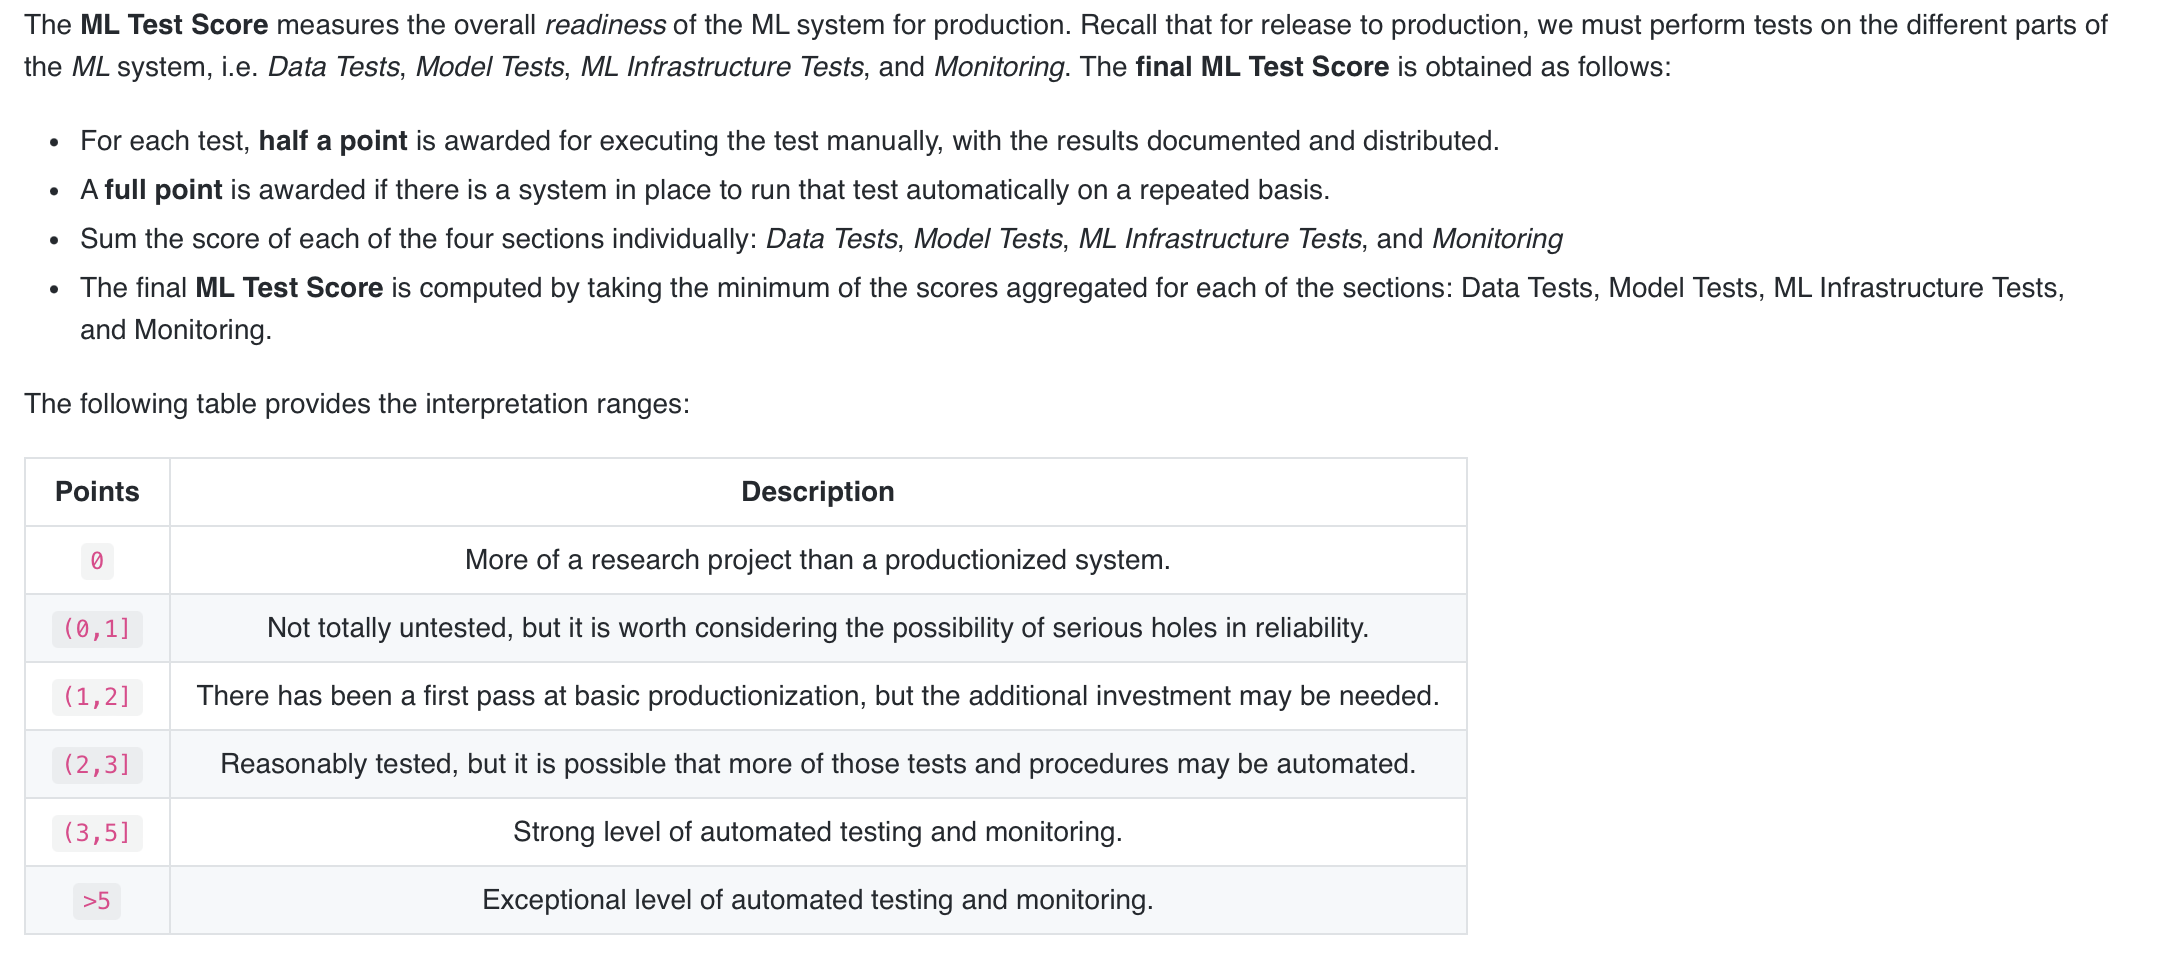 The ML Test Score measures the overall readiness of the ML system for production. Recall that for release to production, we must perform tests on the different parts of
the ML system, i.e. Data Tests, Model Tests, ML Infrastructure Tests, and Monitoring. The final ML Test Score is obtained as follows:
• For each test, half a point is awarded for executing the test manually, with the results documented and distributed.
• A full point is awarded if there is a system in place to run that test automatically on a repeated basis.
• Sum the score of each of the four sections individually: Data Tests, Model Tests, ML Infrastructure Tests, and Monitoring
• The final ML Test Score is computed by taking the minimum of the scores aggregated for each of the sections: Data Tests, Model Tests, ML Infrastructure Tests,
and Monitoring.
The following table provides the interpretation ranges:
Points Description
0 More of a research project than a productionized system.
(0,1] Not totally untested, but it is worth considering the possibility of serious holes in reliability.
(1,2] There has been a first pass at basic productionization, but the additional investment may be needed.
(2,3] Reasonably tested, but it is possible that more of those tests and procedures may be automated.
(3,5] Strong level of automated testing and monitoring.
>5 Exceptional level of automated testing and monitoring.